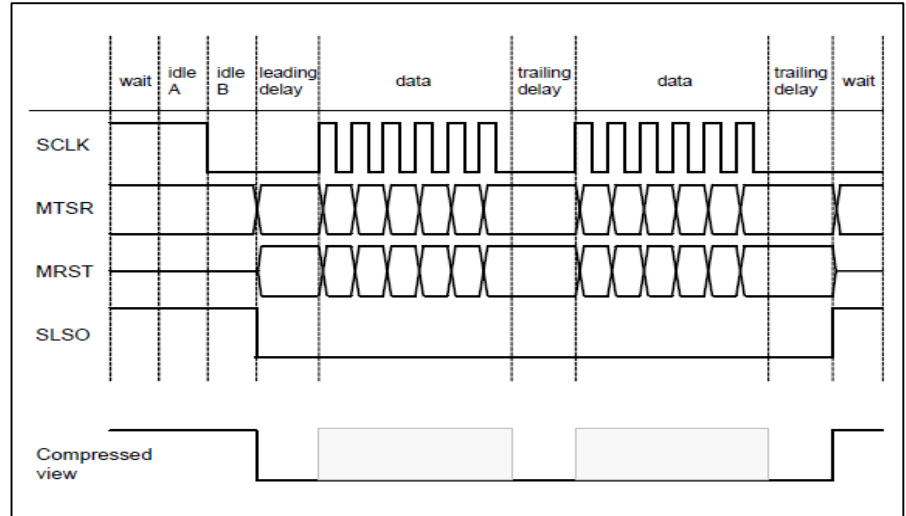 wait idle A idle B leading delay data trailing delay data trailing delay wait
SCLK
MTSR
MRST
SLSO
Compressed view